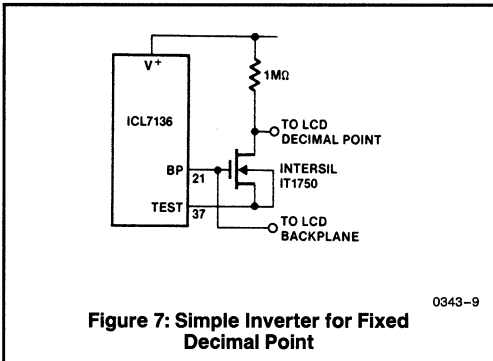 V+
1MΩ
ICL7136
TO LCD
DECIMAL POINT
BP
21
INTERSIL
IT1750
TEST
37
TO LCD
BACKPLANE
0343–9
Figure 7: Simple Inverter for Fixed
Decimal Point